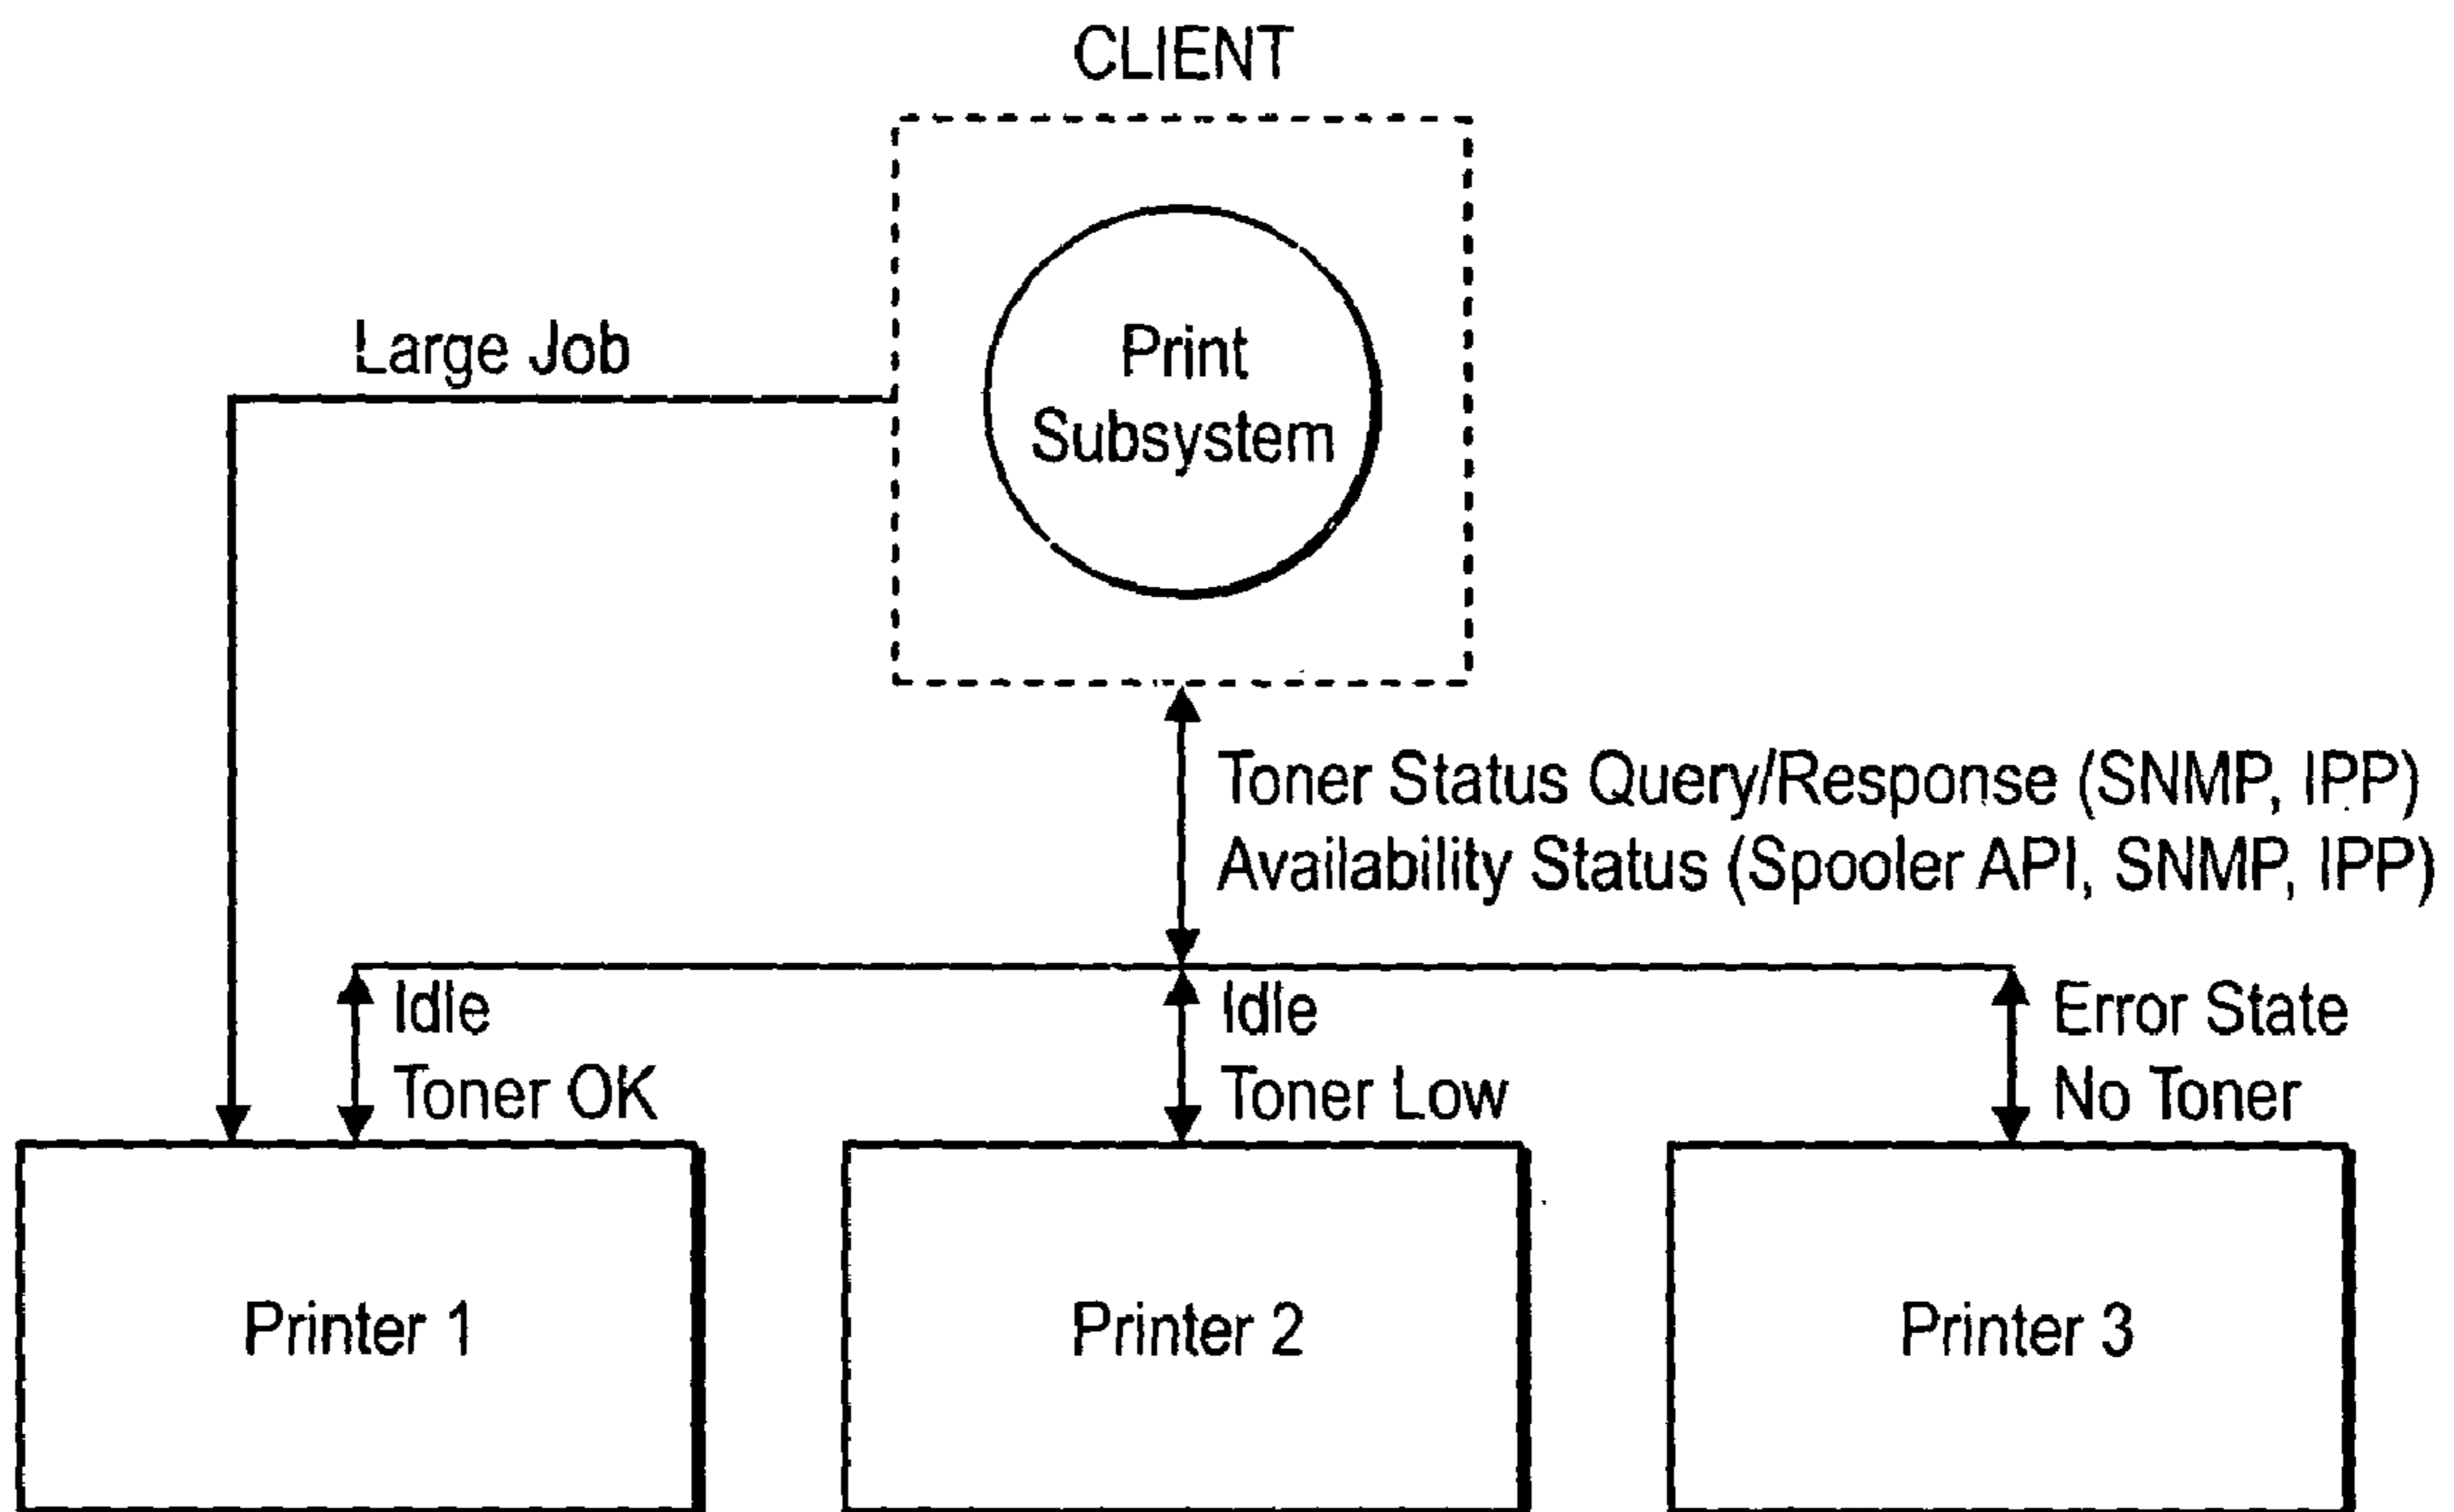 CLIENT
Print
Subsystem
Large Job
Toner Status Query/Response (SNMP, IPP)
Availability Status (Spooler API, SNMP, IPP)
Idle
Toner OK
Idle
Toner Low
Error State
No Toner
Printer 1
Printer 2
Printer 3